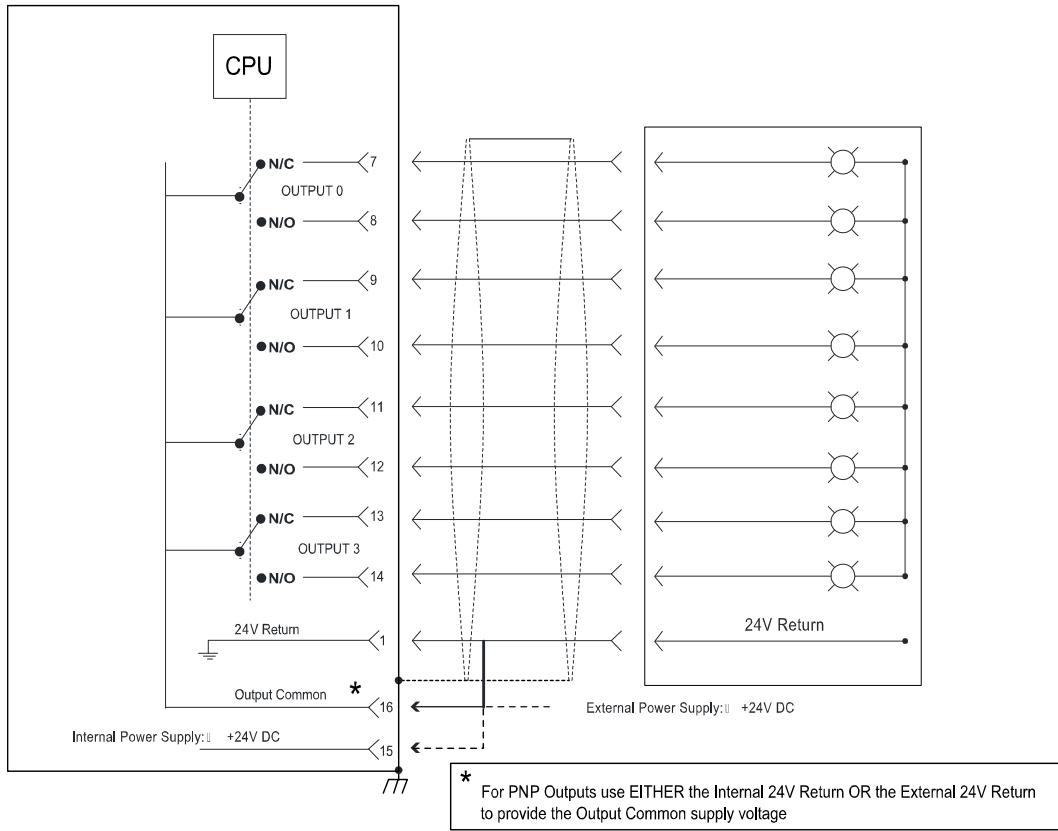 CPU
N/C 7
OUTPUT 0
N/O 8
N/C 9
OUTPUT 1
N/O 10
N/C 11
OUTPUT 2
N/O 12
N/C 13
OUTPUT 3
N/O 14
24V Return 1
24V Return
Output Common * 16
External Power Supply: +24V DC
Internal Power Supply: +24V DC
15
* For PNP Outputs use EITHER the Internal 24V Return OR the External 24V Return
to provide the Output Common supply voltage